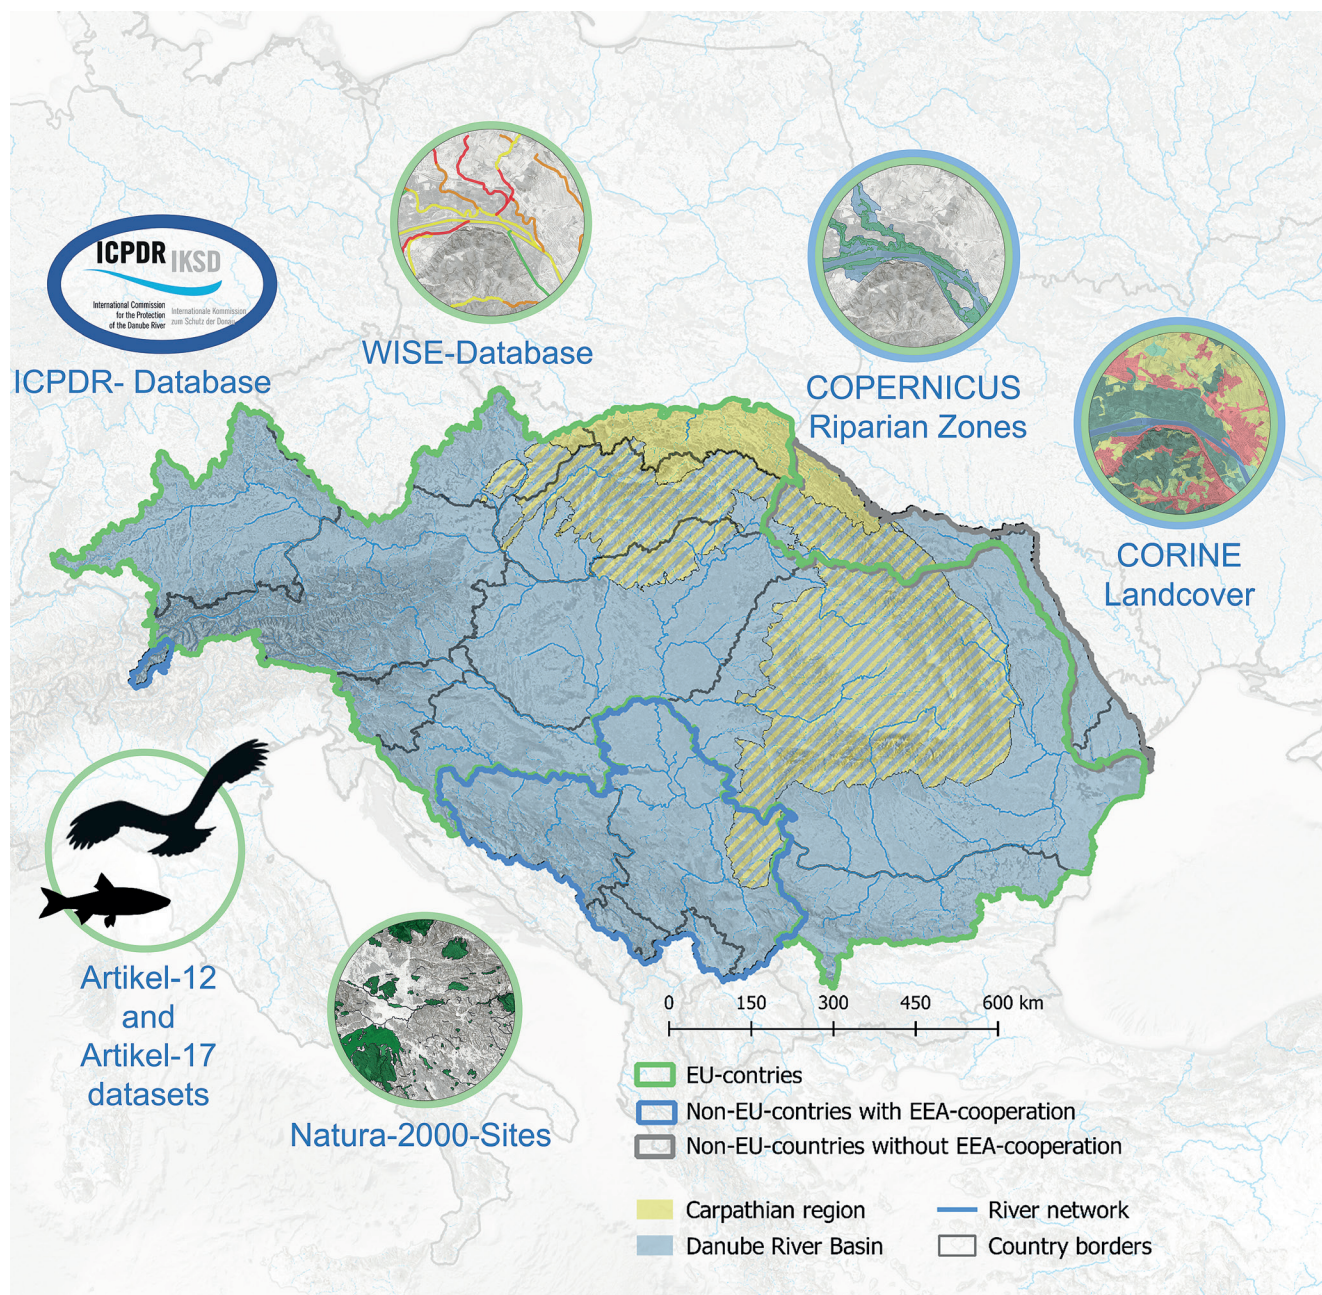 ICPDR IKSD
International Commission
for the Protection
of the Danube River
Internationale Kommission
zum Schutz der Donau
ICPDR- Database
WISE-Database
COPERNICUS
Riparian Zones
CORINE
Landcover
Artikel-12
and
Artikel-17
datasets
Natura-2000-Sites
0 150 300 450 600 km
EU-contries
Non-EU-contries with EEA-cooperation
Non-EU-countries without EEA-cooperation
Carpathian region
River network
Danube River Basin
Country borders